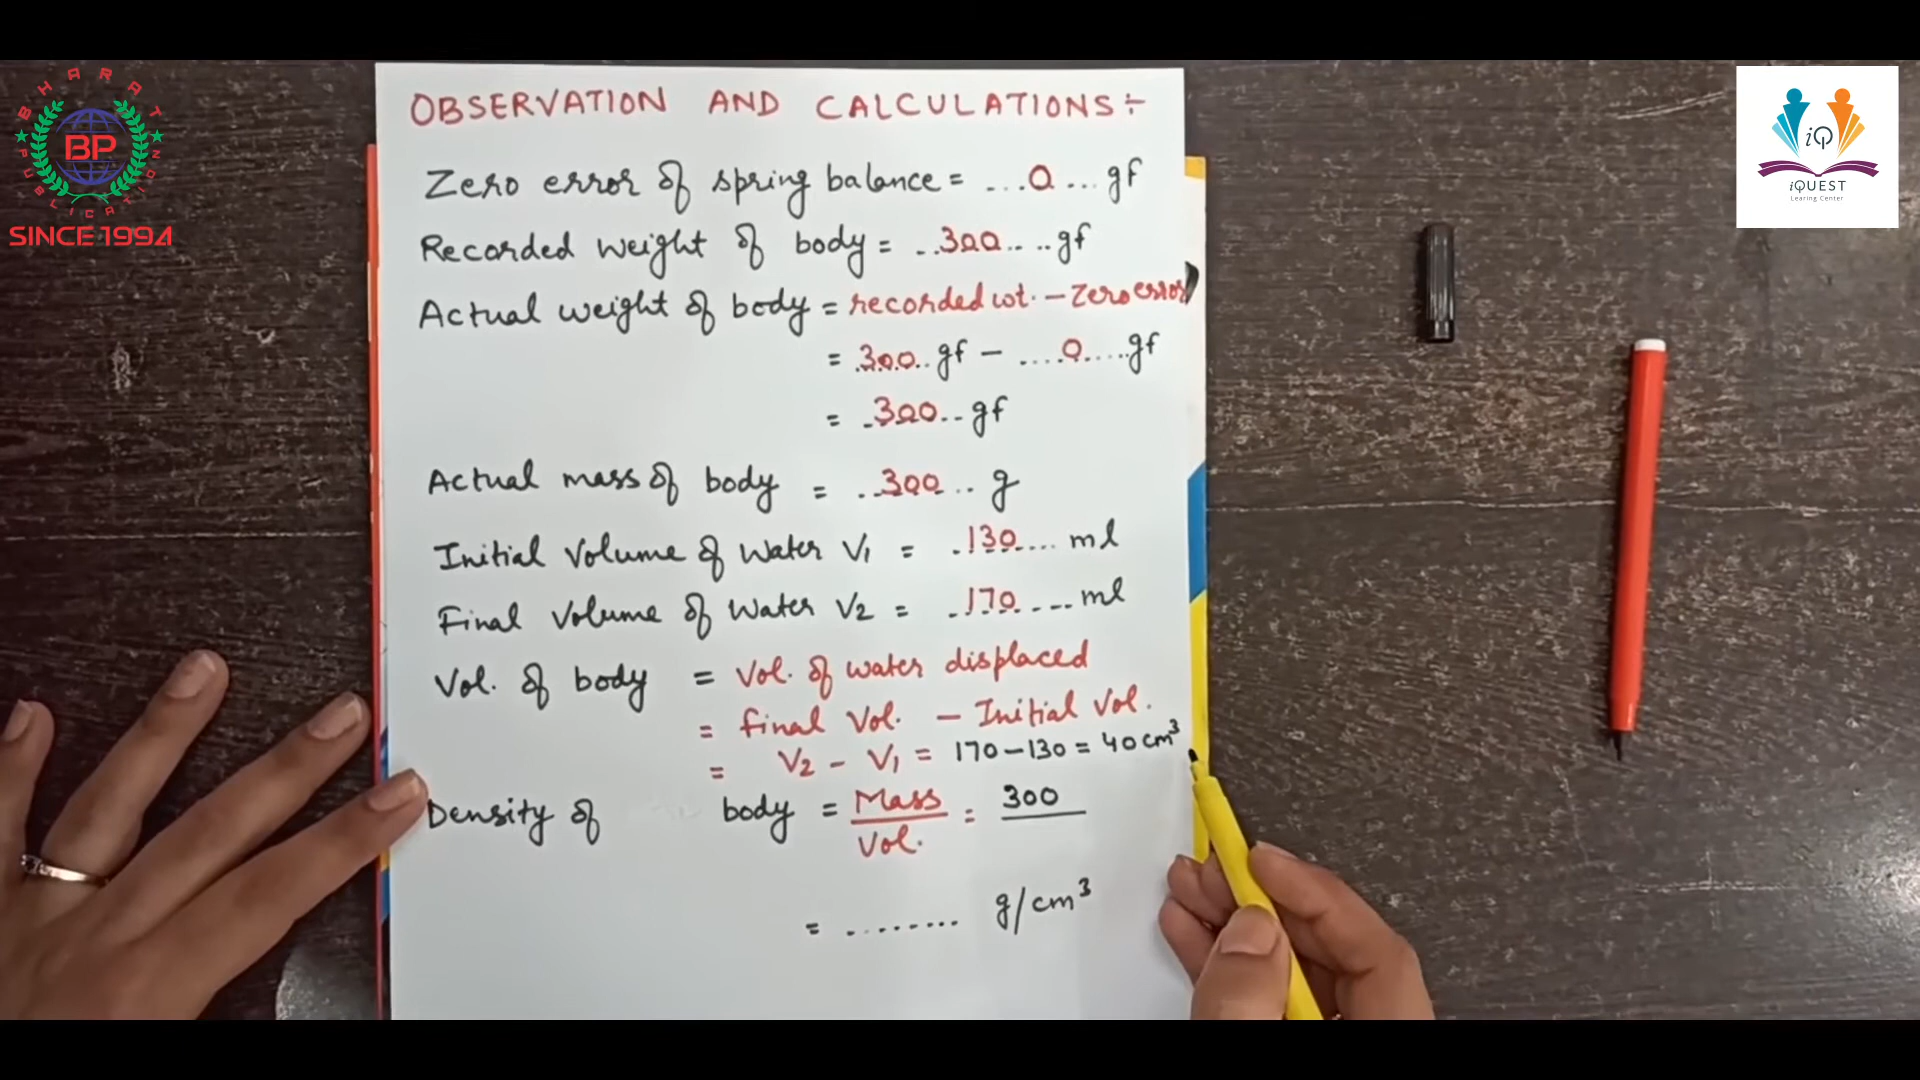 BHARAT
BP
PUBLICATION
SINCE 1994
iQ
iQUEST
Learing Center
OBSERVATION AND CALCULATIONS:-
Zero error of spring balance = ...0... gf
Recorded weight of body = ..300.... gf
Actual weight of body = recorded wt. - Zero error
= .300.. gf - ....0.... gf
= .300.. gf
Actual mass of body = ..300.. g
Initial Volume of Water V1 = .130.... ml
Final Volume of Water V2 = .170.... ml
Vol. of body = Vol. of water displaced
= final Vol. - Initial Vol.
= V2 - V1 = 170-130 = 40 cm³
Density of body = Mass/Vol. = 300
= ........ g/cm³